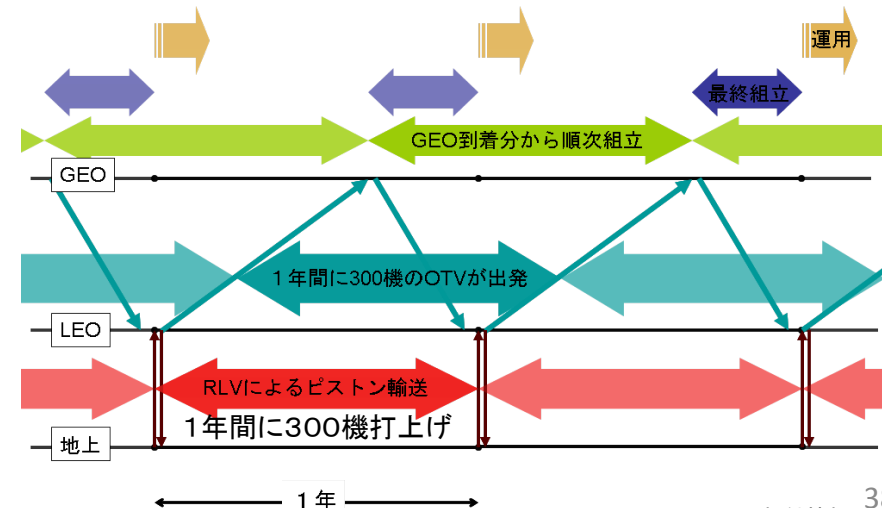 運用
最終組立
GEO到着分から順次組立
GEO
1年間に300機のOTVが出発
LEO
RLVによるピストン輸送
1年間に300機打上げ
地上
1年